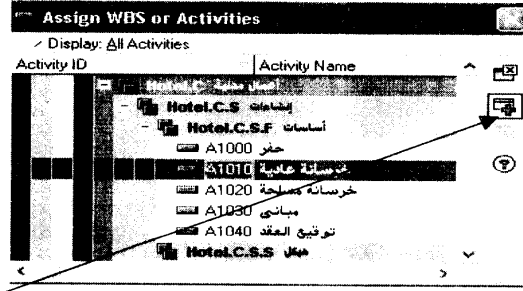 Assign WBS or Activities
Display: All Activities
Activity ID Activity Name
Hotel.C.S إنشاءات
Hotel.C.S.F أساسات
A1000 حفر
A1010 خرسانة عادية
A1020 خرسانة مسلحة
A1030 مبانى
A1040 توقيع العقد
Hotel.C.S.S هيكل